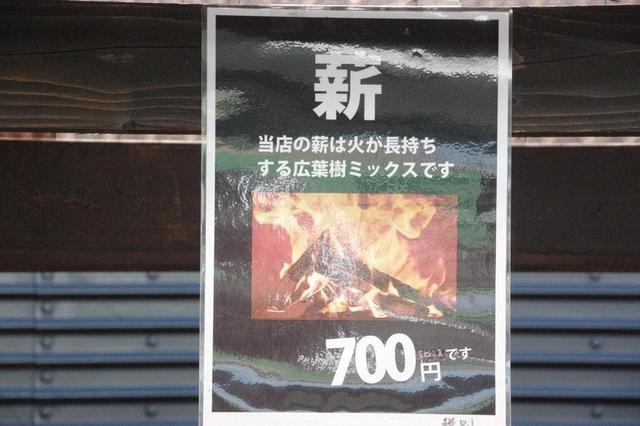 薪
当店の薪は火が長持ち
する広葉樹ミックスです
700円です